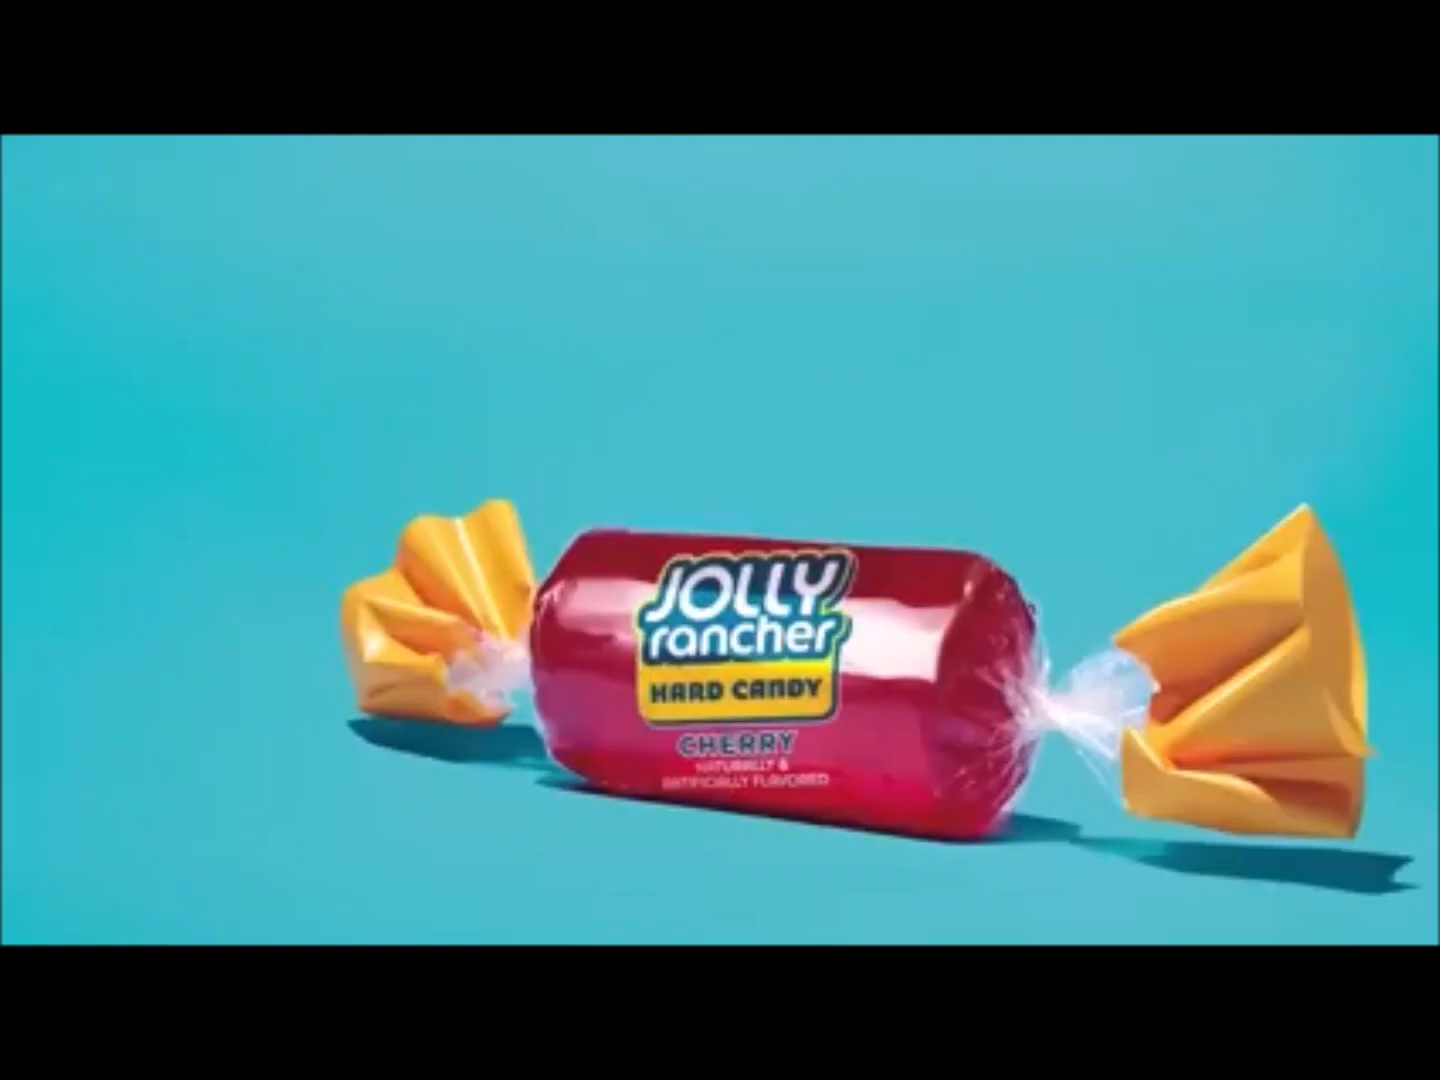 JOLLY
rancher
HARD CANDY
CHERRY
NATURALLY &
ARTIFICIALLY FLAVORED